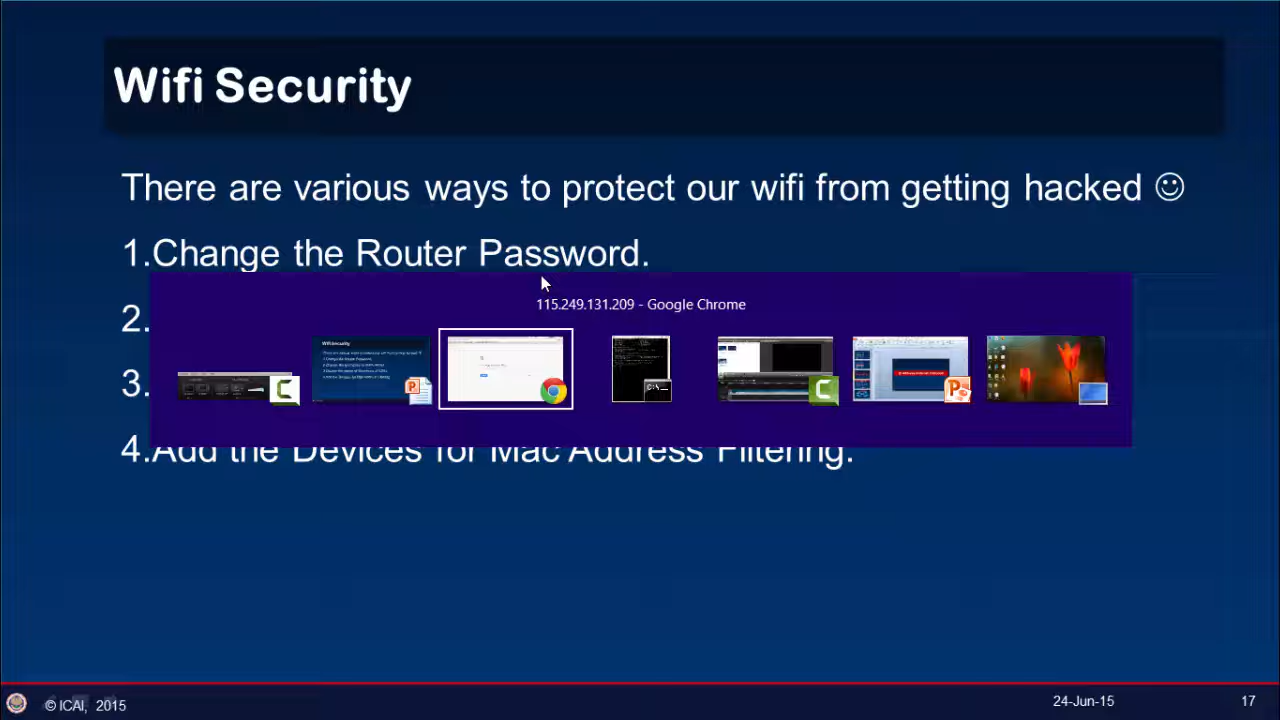 Wifi Security
There are various ways to protect our wifi from getting hacked ☺
1.Change the Router Password.
115.249.131.209 - Google Chrome
2.
3.
4.Add the Devices for Mac Address Filtering.
© ICAI, 2015
24-Jun-15
17